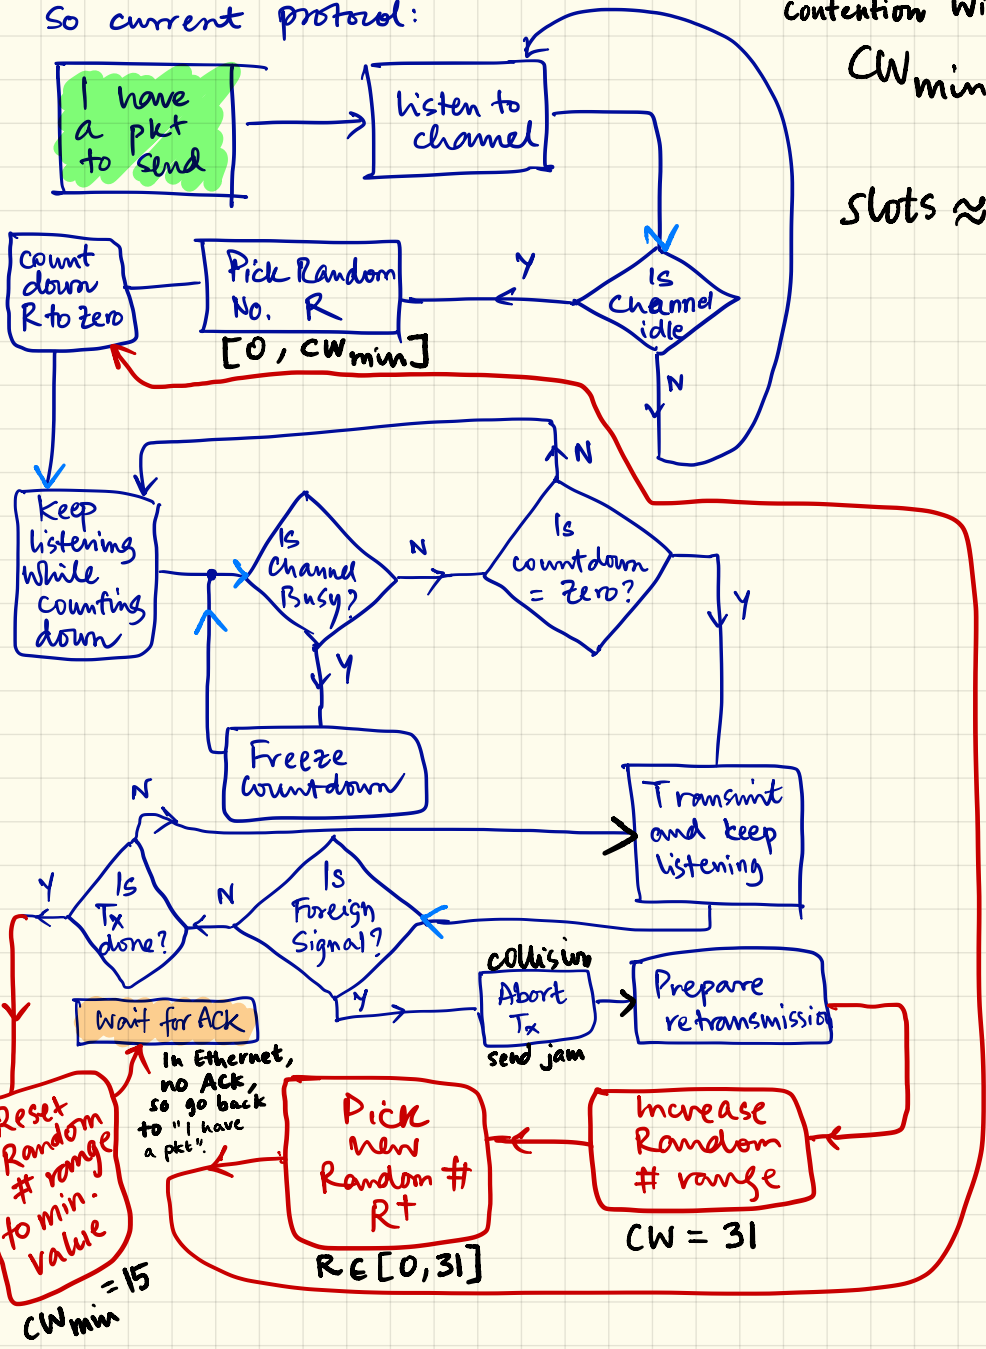 So current protocol:
Contention Wi
CWmin
slots ≈
I have
a pkt
to send
listen to
channel
Is
channel
idle
Y
N
Pick Random
No. R
[0, CWmin]
count
down
R to zero
Keep
listening
while
counting
down
Is
channel
Busy?
N
Y
Is
countdown
= zero?
N
Y
Freeze
countdown
Transmit
and keep
listening
Is
Foreign
Signal?
N
Y
Is
Tx
done?
N
Y
collision
Abort
Tx
send jam
Prepare
retransmission
Increase
Random
# range
CW = 31
Pick
new
Random #
R+
R ∈ [0,31]
wait for ACK
In Ethernet,
no ACK,
so go back
to "I have
a pkt".
Reset
Random
# range
to min.
value
CWmin = 15